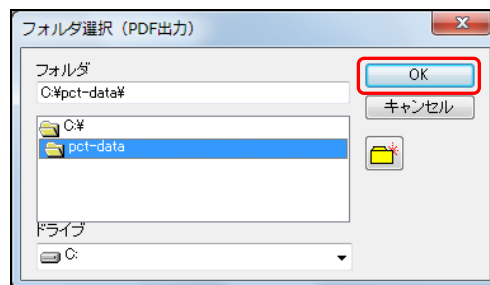 フォルダ選択（PDF出力）
フォルダ
C:¥pct-data¥
OK
キャンセル
C:¥
pct-data
ドライブ
C: